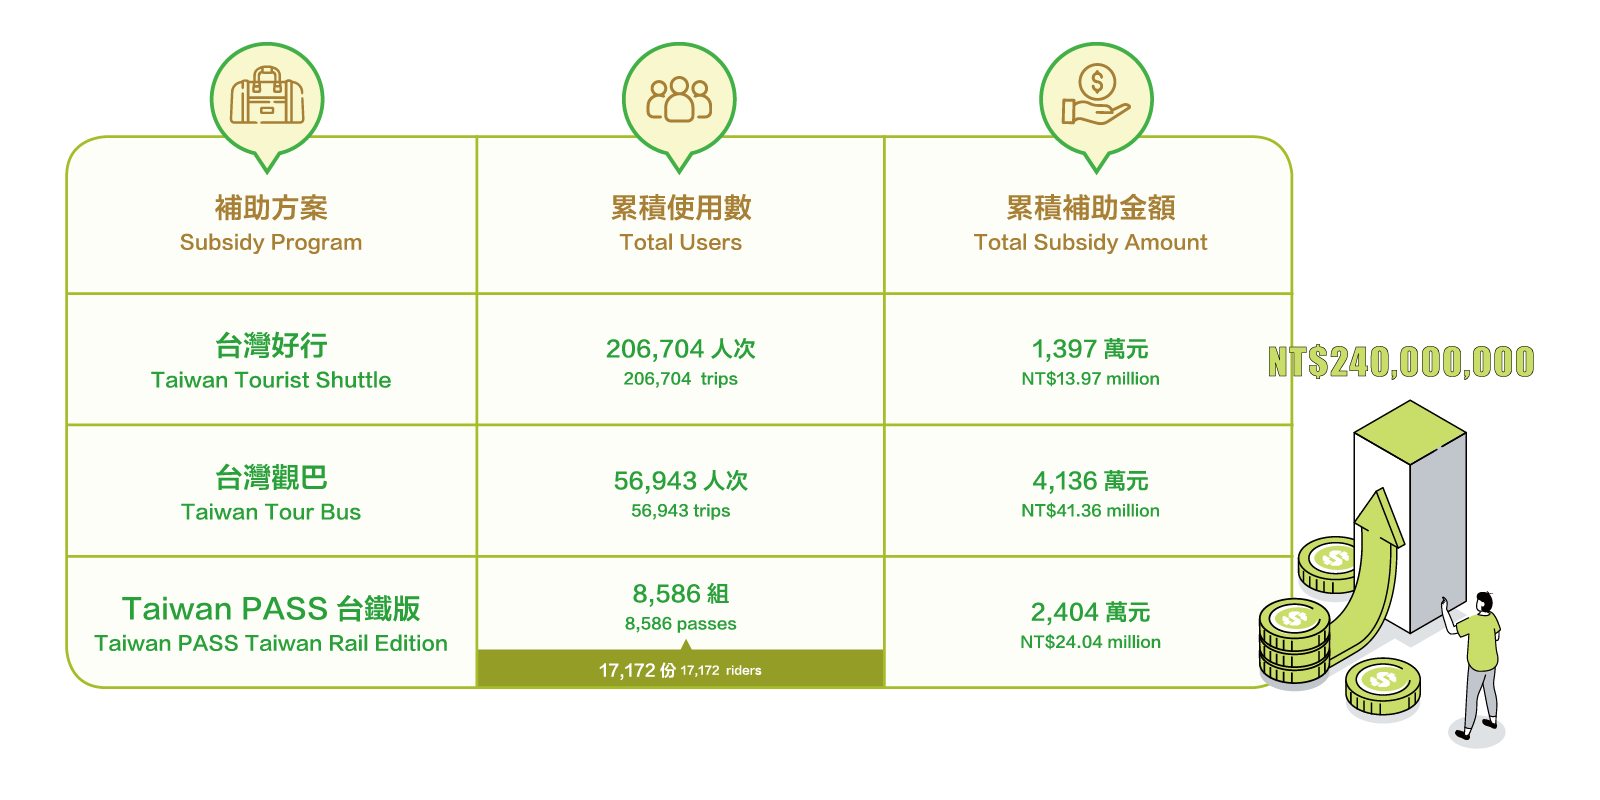 補助方案
Subsidy Program
累積使用數
Total Users
累積補助金額
Total Subsidy Amount
台灣好行
Taiwan Tourist Shuttle
206,704 人次
206,704 trips
1,397 萬元
NT$13.97 million
NT$240,000,000
台灣觀巴
Taiwan Tour Bus
56,943 人次
56,943 trips
4,136 萬元
NT$41.36 million
Taiwan PASS 台鐵版
Taiwan PASS Taiwan Rail Edition
8,586 組
8,586 passes
17,172 份 17,172 riders
2,404 萬元
NT$24.04 million